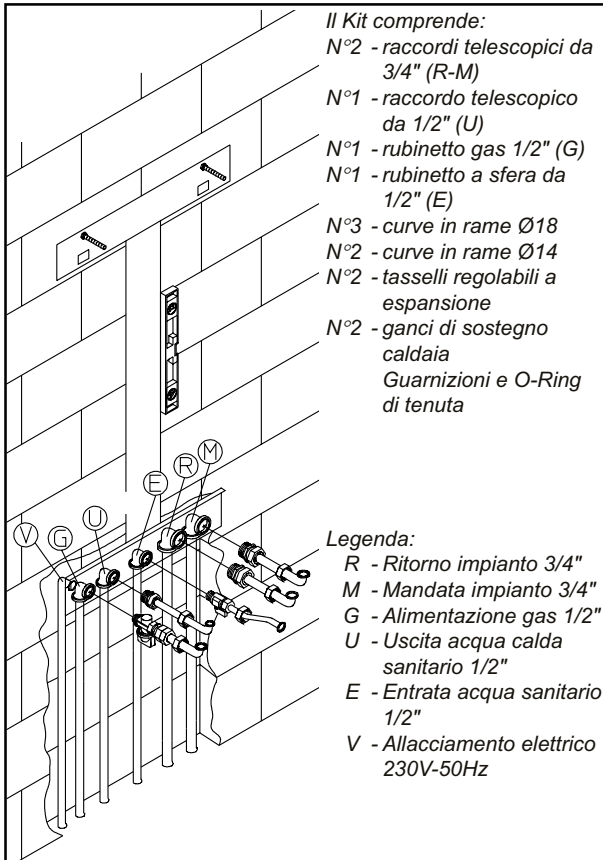 Il Kit comprende:
N°2 - raccordi telescopici da
3/4" (R-M)
N°1 - raccordo telescopico
da 1/2" (U)
N°1 - rubinetto gas 1/2" (G)
N°1 - rubinetto a sfera da
1/2" (E)
N°3 - curve in rame Ø18
N°2 - curve in rame Ø14
N°2 - tasselli regolabili a
espansione
N°2 - ganci di sostegno
caldaia
Guarnizioni e O-Ring
di tenuta
M
R
E
U
G
V
Legenda:
R - Ritorno impianto 3/4"
M - Mandata impianto 3/4"
G - Alimentazione gas 1/2"
U - Uscita acqua calda
sanitario 1/2"
E - Entrata acqua sanitario
1/2"
V - Allacciamento elettrico
230V-50Hz